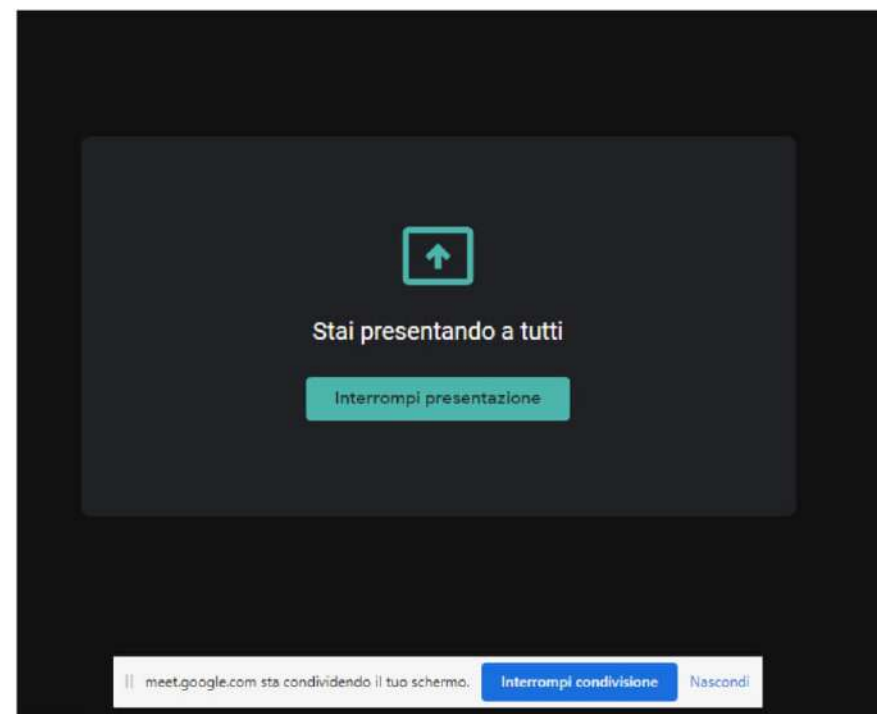 Stai presentando a tutti
Interrompi presentazione
meet.google.com sta condividendo il tuo schermo. Interrompi condivisione Nascondi